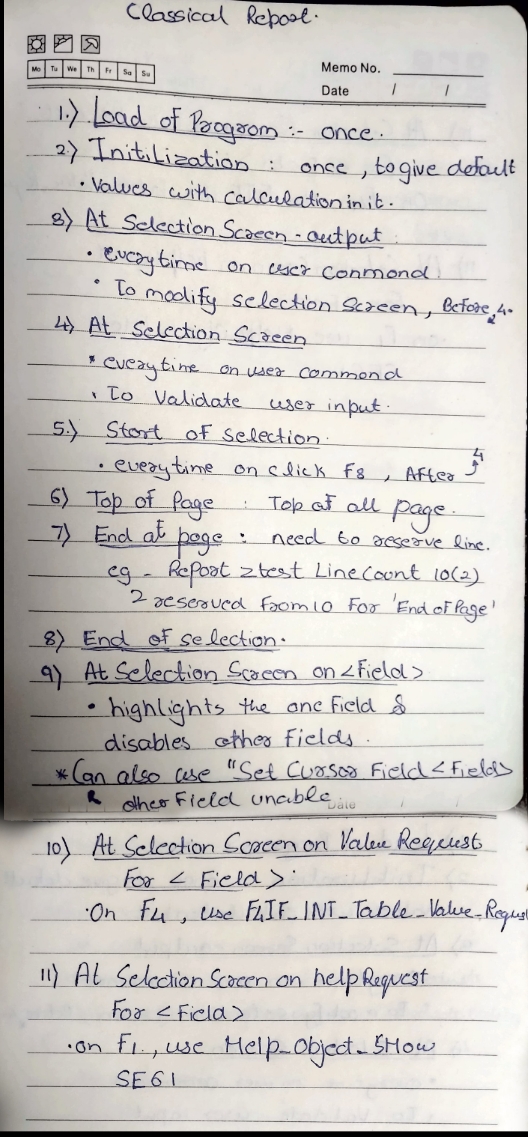 Classical Report.
Mo Tu We Th Fr Sa Su
Memo No.
Date / /
1.) Load of Program :- once.
2.) InitiLization : once, to give default
• values with calculation in it.
3) At Selection Screen - output
• everytime on user commond
• To modify selection Screen, Before 4.
4) At Selection Screen
• everytime on user commond
• To Validate user input.
5.) Start of selection.
• everytime on click F8, After 4
6) Top of Page : Top of all page.
7) End of page : need to reserve line.
eg - Report ztest Line Count 10(2)
2 reserved from 10 For 'End of Page'
8) End of selection.
9) At Selection Screen on <Field>
• highlights the one Field &
disables other Fields.
* Can also use "Set Cursor Field <Field>
other Field unable.
Date
10) At Selection Screen on Value Request
For < Field >
• On F4, use F4IF_INT_Table_Value_Reques
11) At Selection Screen on help Request
For <Field>
• on F1., use Help_Object_SHow
SE61